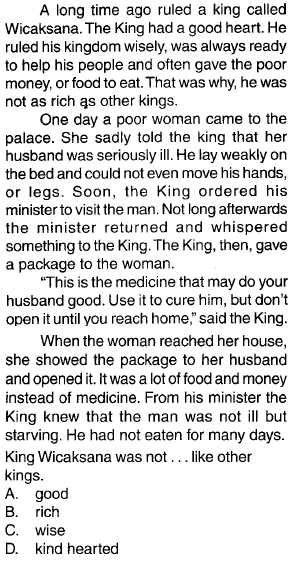 A long time ago ruled a king called
Wicaksana. The King had a good heart. He
ruled his kingdom wisely, was always ready
to help his people and often gave the poor
money, or food to eat. That was why, he was
not as rich as other kings.
One day a poor woman came to the
palace. She sadly told the king that her
husband was seriously ill. He lay weakly on
the bed and could not even move his hands,
or legs. Soon, the King ordered his
minister to visit the man. Not long afterwards
the minister returned and whispered
something to the King. The King, then, gave
a package to the woman.
"This is the medicine that may do your
husband good. Use it to cure him, but don't
open it until you reach home," said the King.
When the woman reached her house,
she showed the package to her husband
and opened it. It was a lot of food and money
instead of medicine. From his minister the
King knew that the man was not ill but
starving. He had not eaten for many days.
King Wicaksana was not . . . like other
kings.
A. good
B. rich
C. wise
D. kind hearted